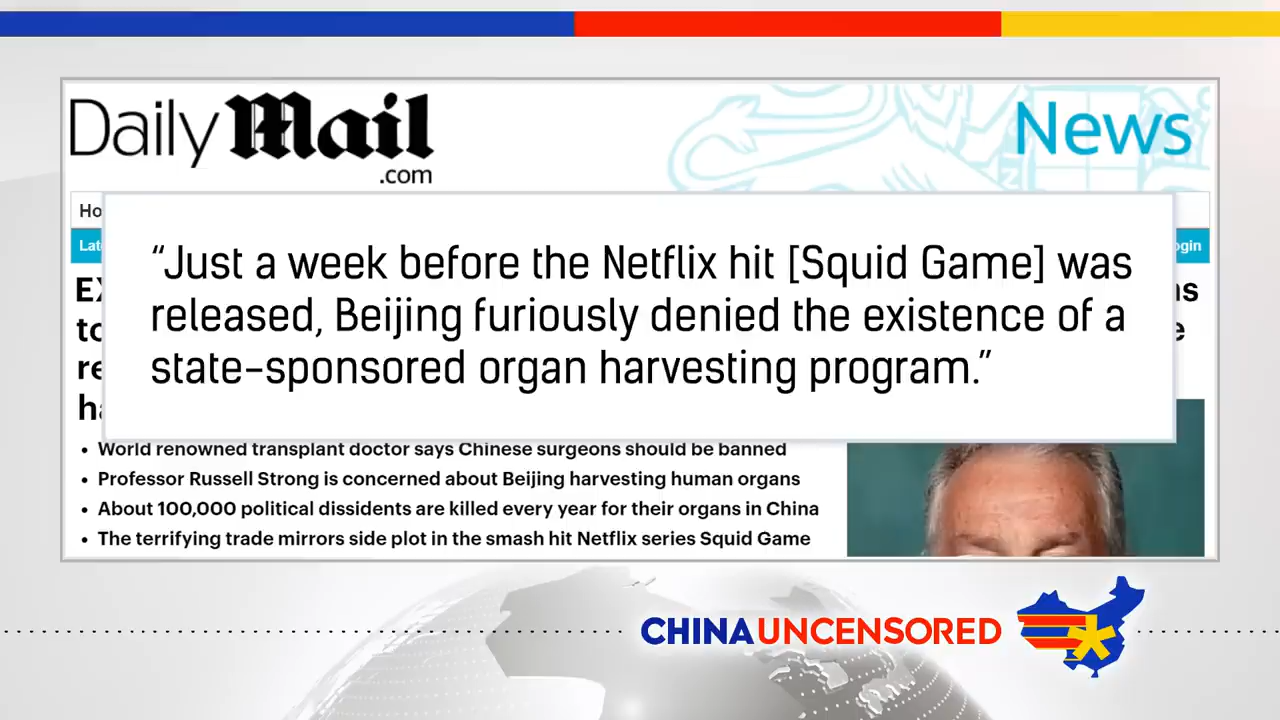 Daily Mail
.com
News
Ho
Late
ogin
“Just a week before the Netflix hit [Squid Game] was
released, Beijing furiously denied the existence of a
state-sponsored organ harvesting program.”
• World renowned transplant doctor says Chinese surgeons should be banned
• Professor Russell Strong is concerned about Beijing harvesting human organs
• About 100,000 political dissidents are killed every year for their organs in China
• The terrifying trade mirrors side plot in the smash hit Netflix series Squid Game
CHINA UNCENSORED